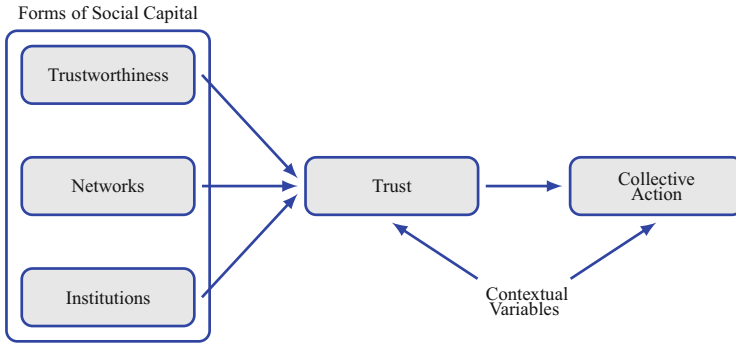 Forms of Social Capital
Trustworthiness
Networks
Institutions
Trust
Collective
Action
Contextual
Variables